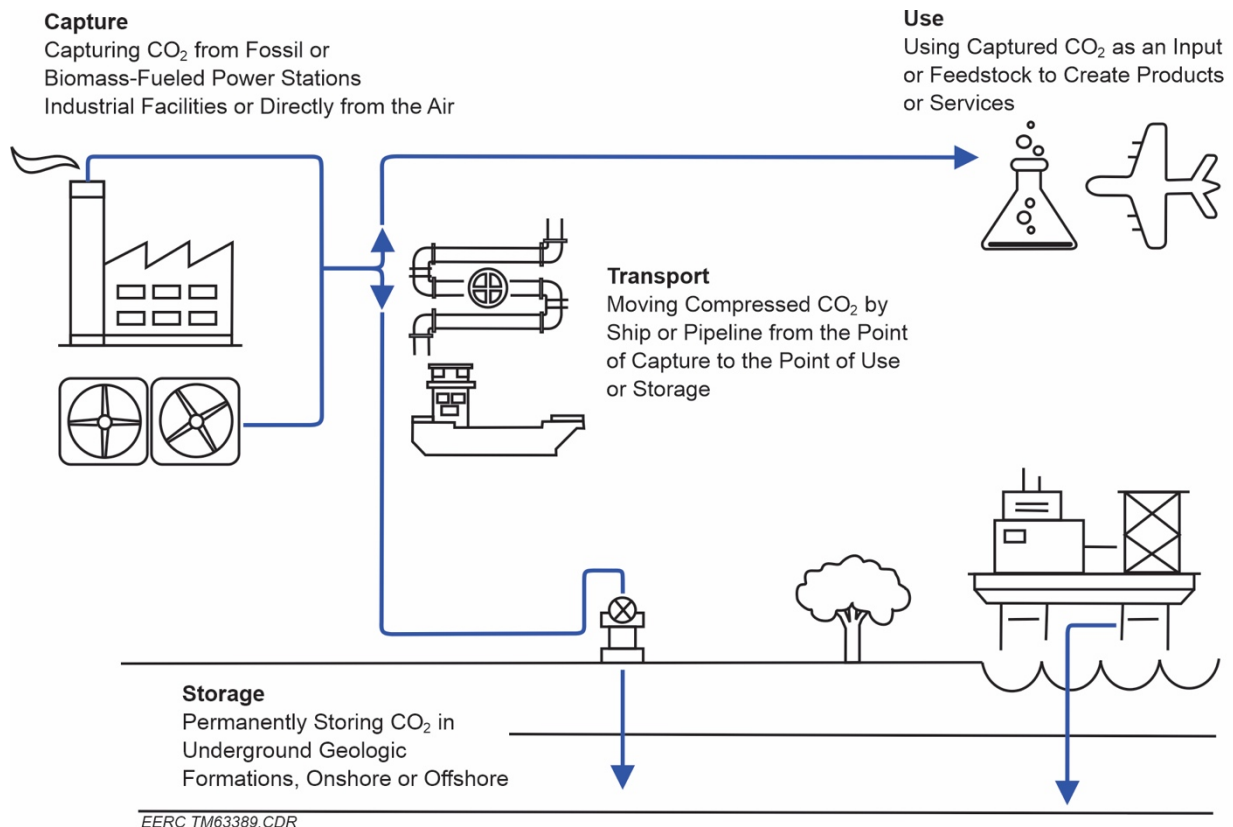 Capture
Capturing CO₂ from Fossil or
Biomass-Fueled Power Stations
Industrial Facilities or Directly from the Air
Use
Using Captured CO₂ as an Input
or Feedstock to Create Products
or Services
Transport
Moving Compressed CO₂ by
Ship or Pipeline from the Point
of Capture to the Point of Use
or Storage
Storage
Permanently Storing CO₂ in
Underground Geologic
Formations, Onshore or Offshore
EERC TM63389.CDR